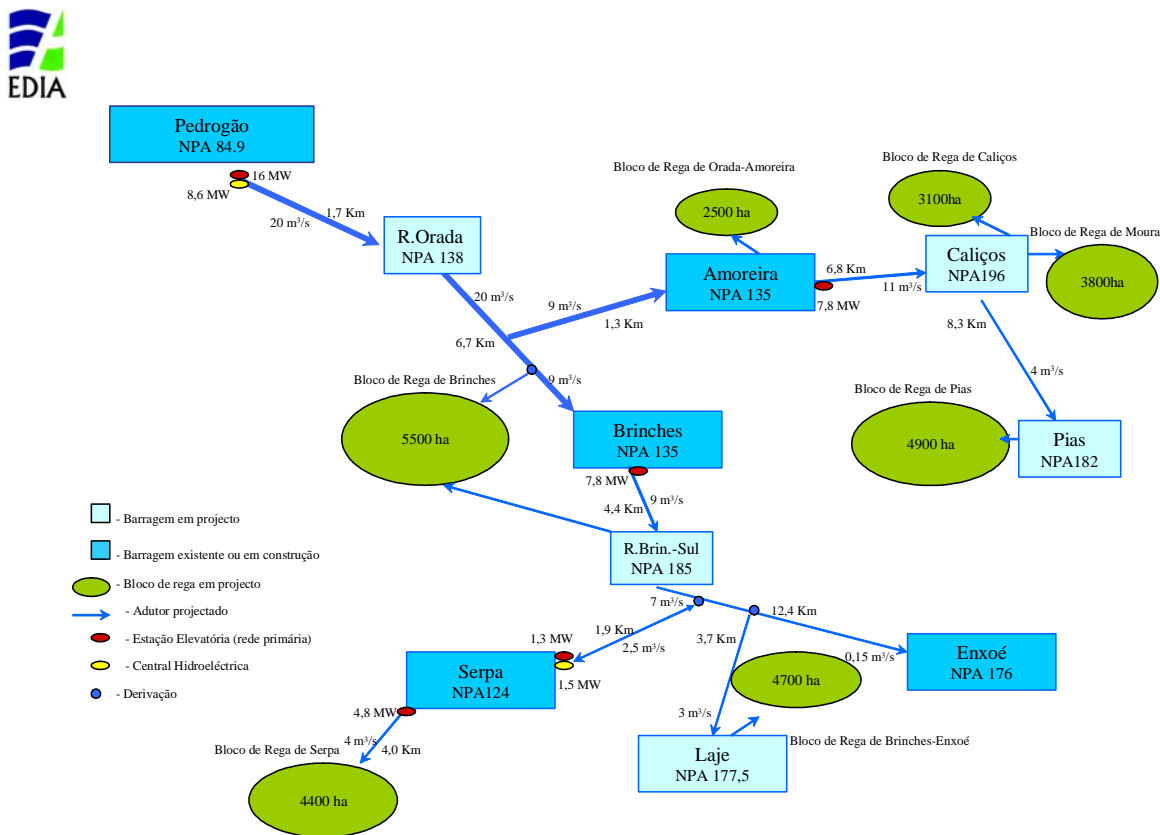 EDIA
Pedrogão
NPA 84.9
16 MW
8,6 MW
1,7 Km
20 m³/s
R.Orada
NPA 138
Bloco de Rega de Orada-Amoreira
2500 ha
Bloco de Rega de Caliços
3100ha
Bloco de Rega de Moura
3800ha
Amoreira
NPA 135
6,8 Km
11 m³/s
7,8 MW
Caliços
NPA196
20 m³/s
9 m³/s
1,3 Km
6,7 Km
8,3 Km
4 m³/s
9 m³/s
Bloco de Rega de Brinches
5500 ha
Bloco de Rega de Pias
4900 ha
Pias
NPA182
Brinches
NPA 135
7,8 MW
9 m³/s
4,4 Km
R.Brin.-Sul
NPA 185
- Barragem em projecto
- Barragem existente ou em construção
- Bloco de rega em projecto
- Adutor projectado
- Estação Elevatória (rede primária)
- Central Hidroeléctrica
- Derivação
7 m³/s
12,4 Km
1,9 Km
2,5 m³/s
3,7 Km
1,3 MW
1,5 MW
Serpa
NPA124
4,8 MW
4 m³/s
4,0 Km
Bloco de Rega de Serpa
4400 ha
0,15 m³/s
Enxoé
NPA 176
4700 ha
3 m³/s
Bloco de Rega de Brinches-Enxoé
Laje
NPA 177,5